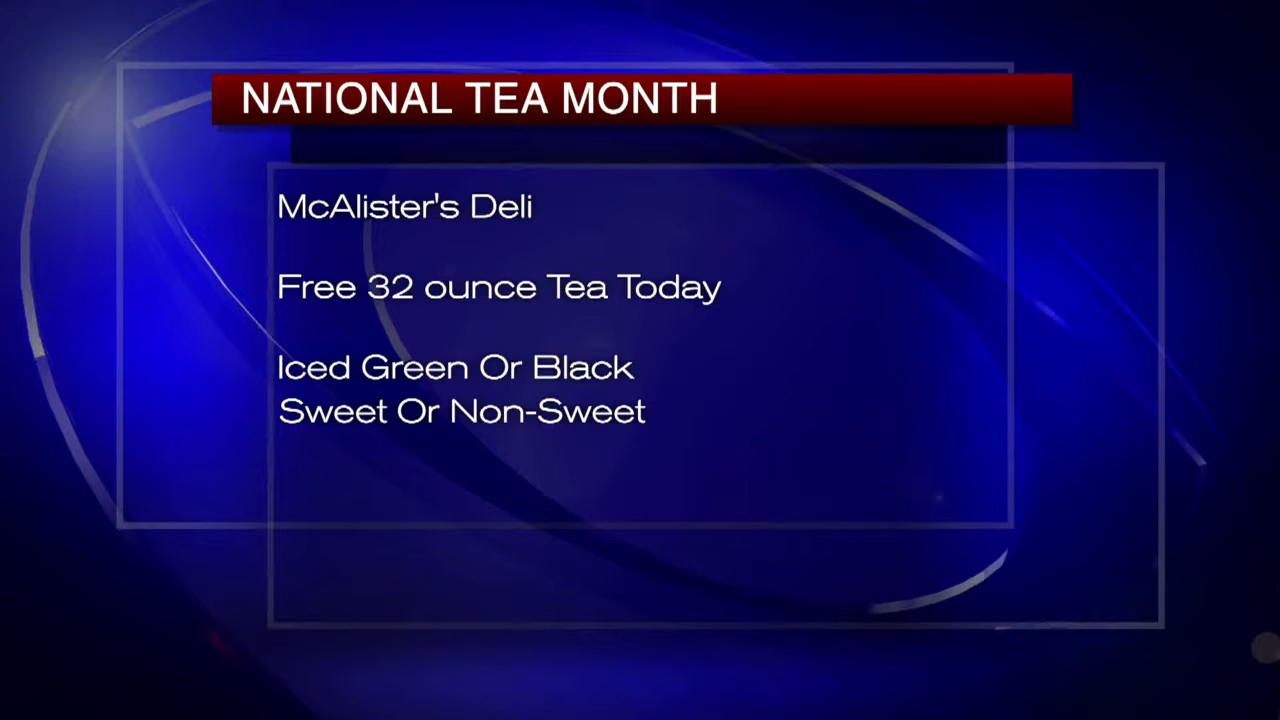 NATIONAL TEA MONTH
McAlister's Deli
Free 32 ounce Tea Today
Iced Green Or Black
Sweet Or Non-Sweet